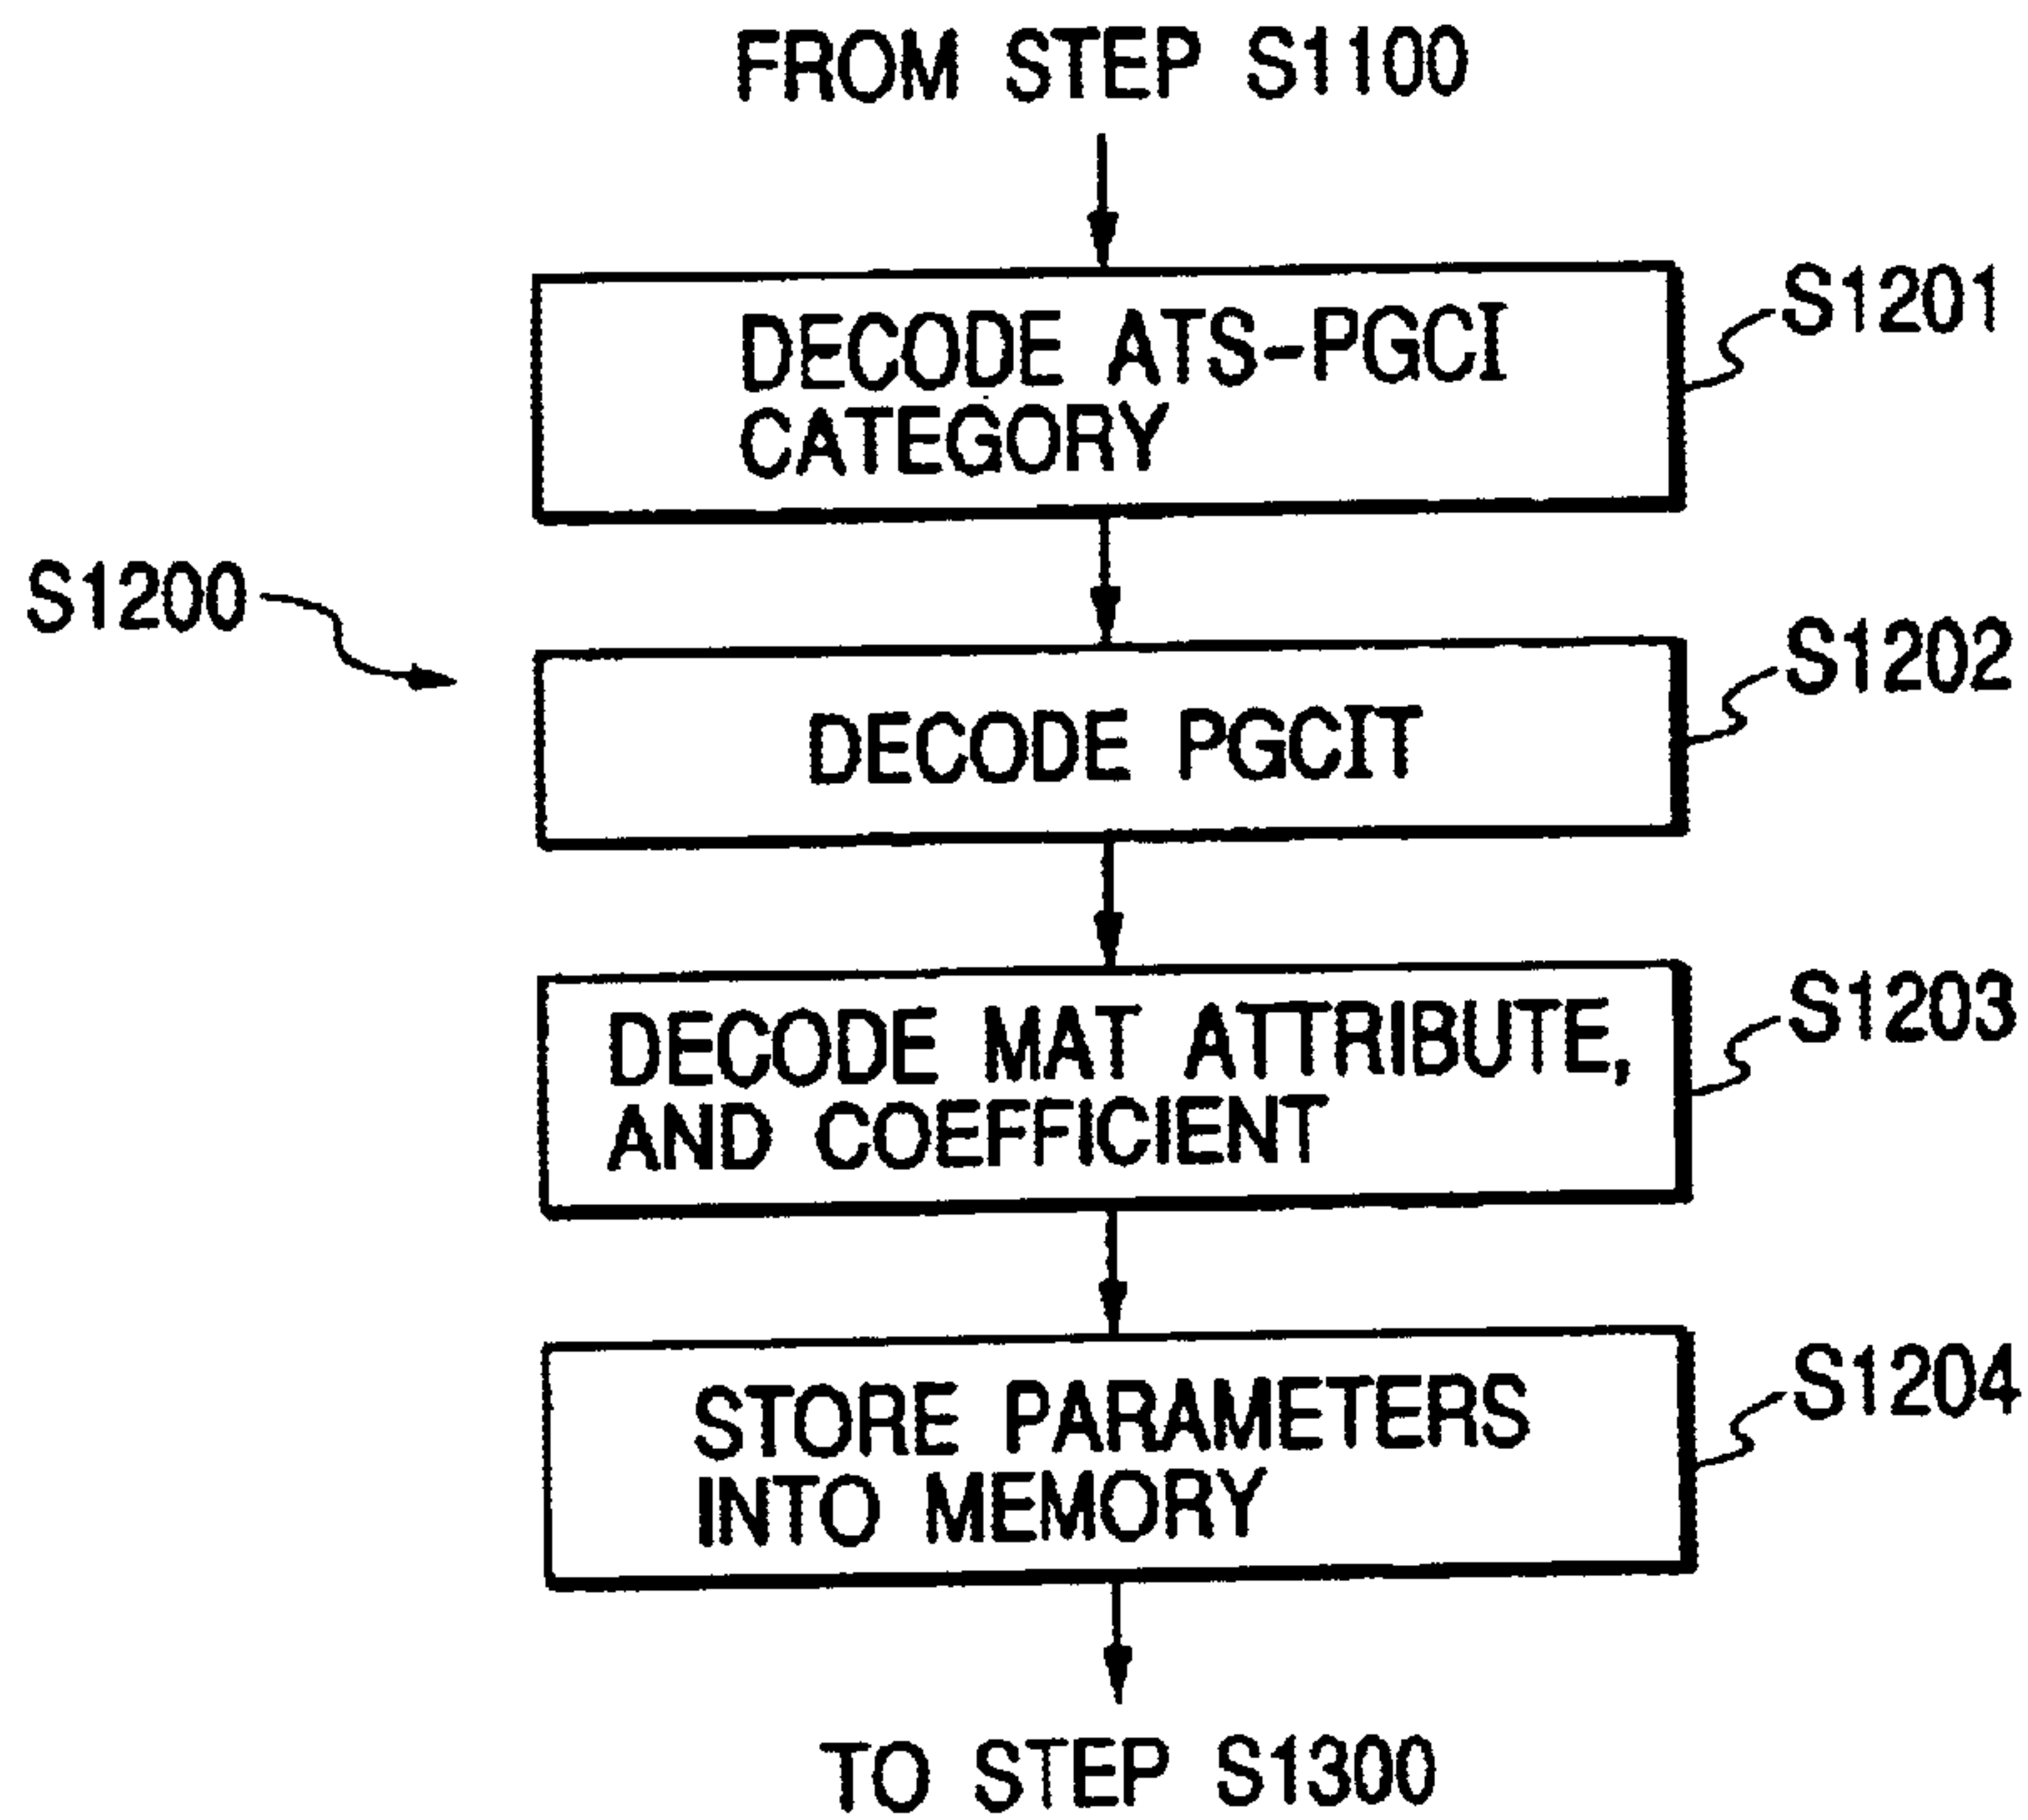 FROM STEP S1100
DECODE ATS-PGCI
CATEGORY
S1201
S1200
DECODE PGCIT
S1202
DECODE MAT ATTRIBUTE,
AND COEFFICIENT
S1203
STORE PARAMETERS
INTO MEMORY
S1204
TO STEP S1300